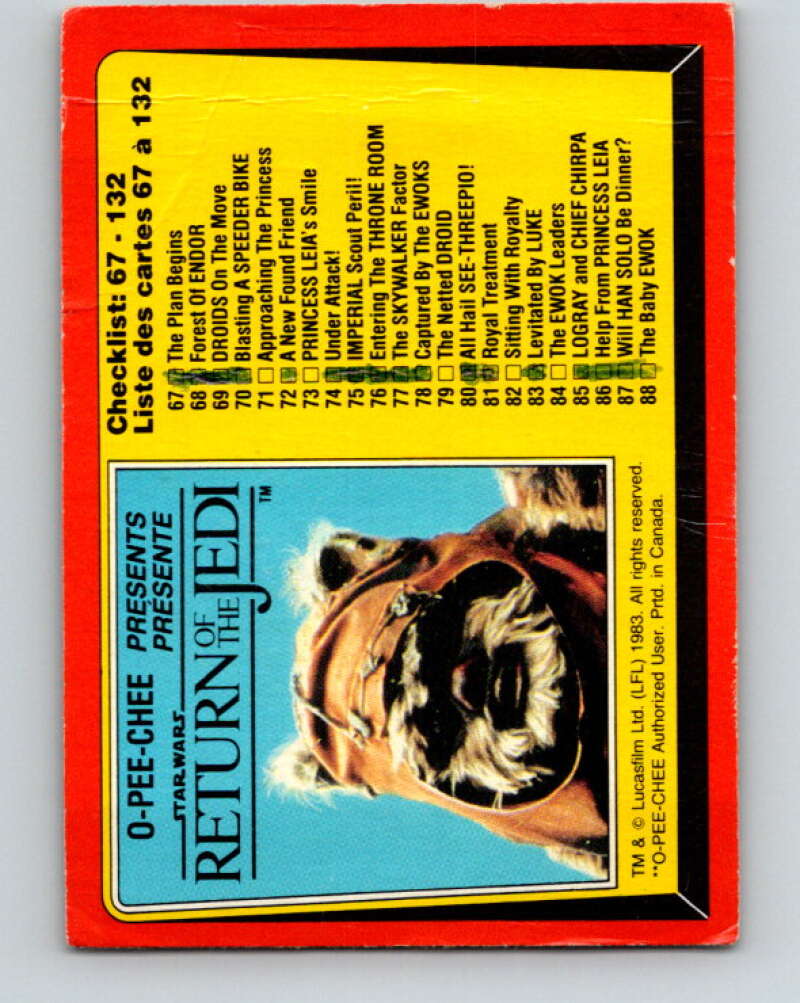 Checklist: 67 - 132
Liste des cartes 67 à 132
67 The Plan Begins
68 Forest Of ENDOR
69 DROIDS On The Move
70 Blasting A SPEEDER BIKE
71 Approaching The Princess
72 A New Found Friend
73 PRINCESS LEIA's Smile
74 Under Attack!
75 IMPERIAL Scout Peril!
76 Entering The THRONE ROOM
77 The SKYWALKER Factor
78 Captured By The EWOKS
79 The Netted DROID
80 All Hail SEE-THREEPIO!
81 Royal Treatment
82 Sitting With Royalty
83 Levitated By LUKE
84 The EWOK Leaders
85 LOGRAY and CHIEF CHIRPA
86 Help From PRINCESS LEIA
87 Will HAN SOLO Be Dinner?
88 The Baby EWOK
O-PEE-CHEE PRESENTS
PRÉSENTE
STAR WARS
RETURN OF THE JEDI TM
TM & © Lucasfilm Ltd. (LFL) 1983. All rights reserved.
**O-PEE-CHEE Authorized User. Prtd. in Canada.